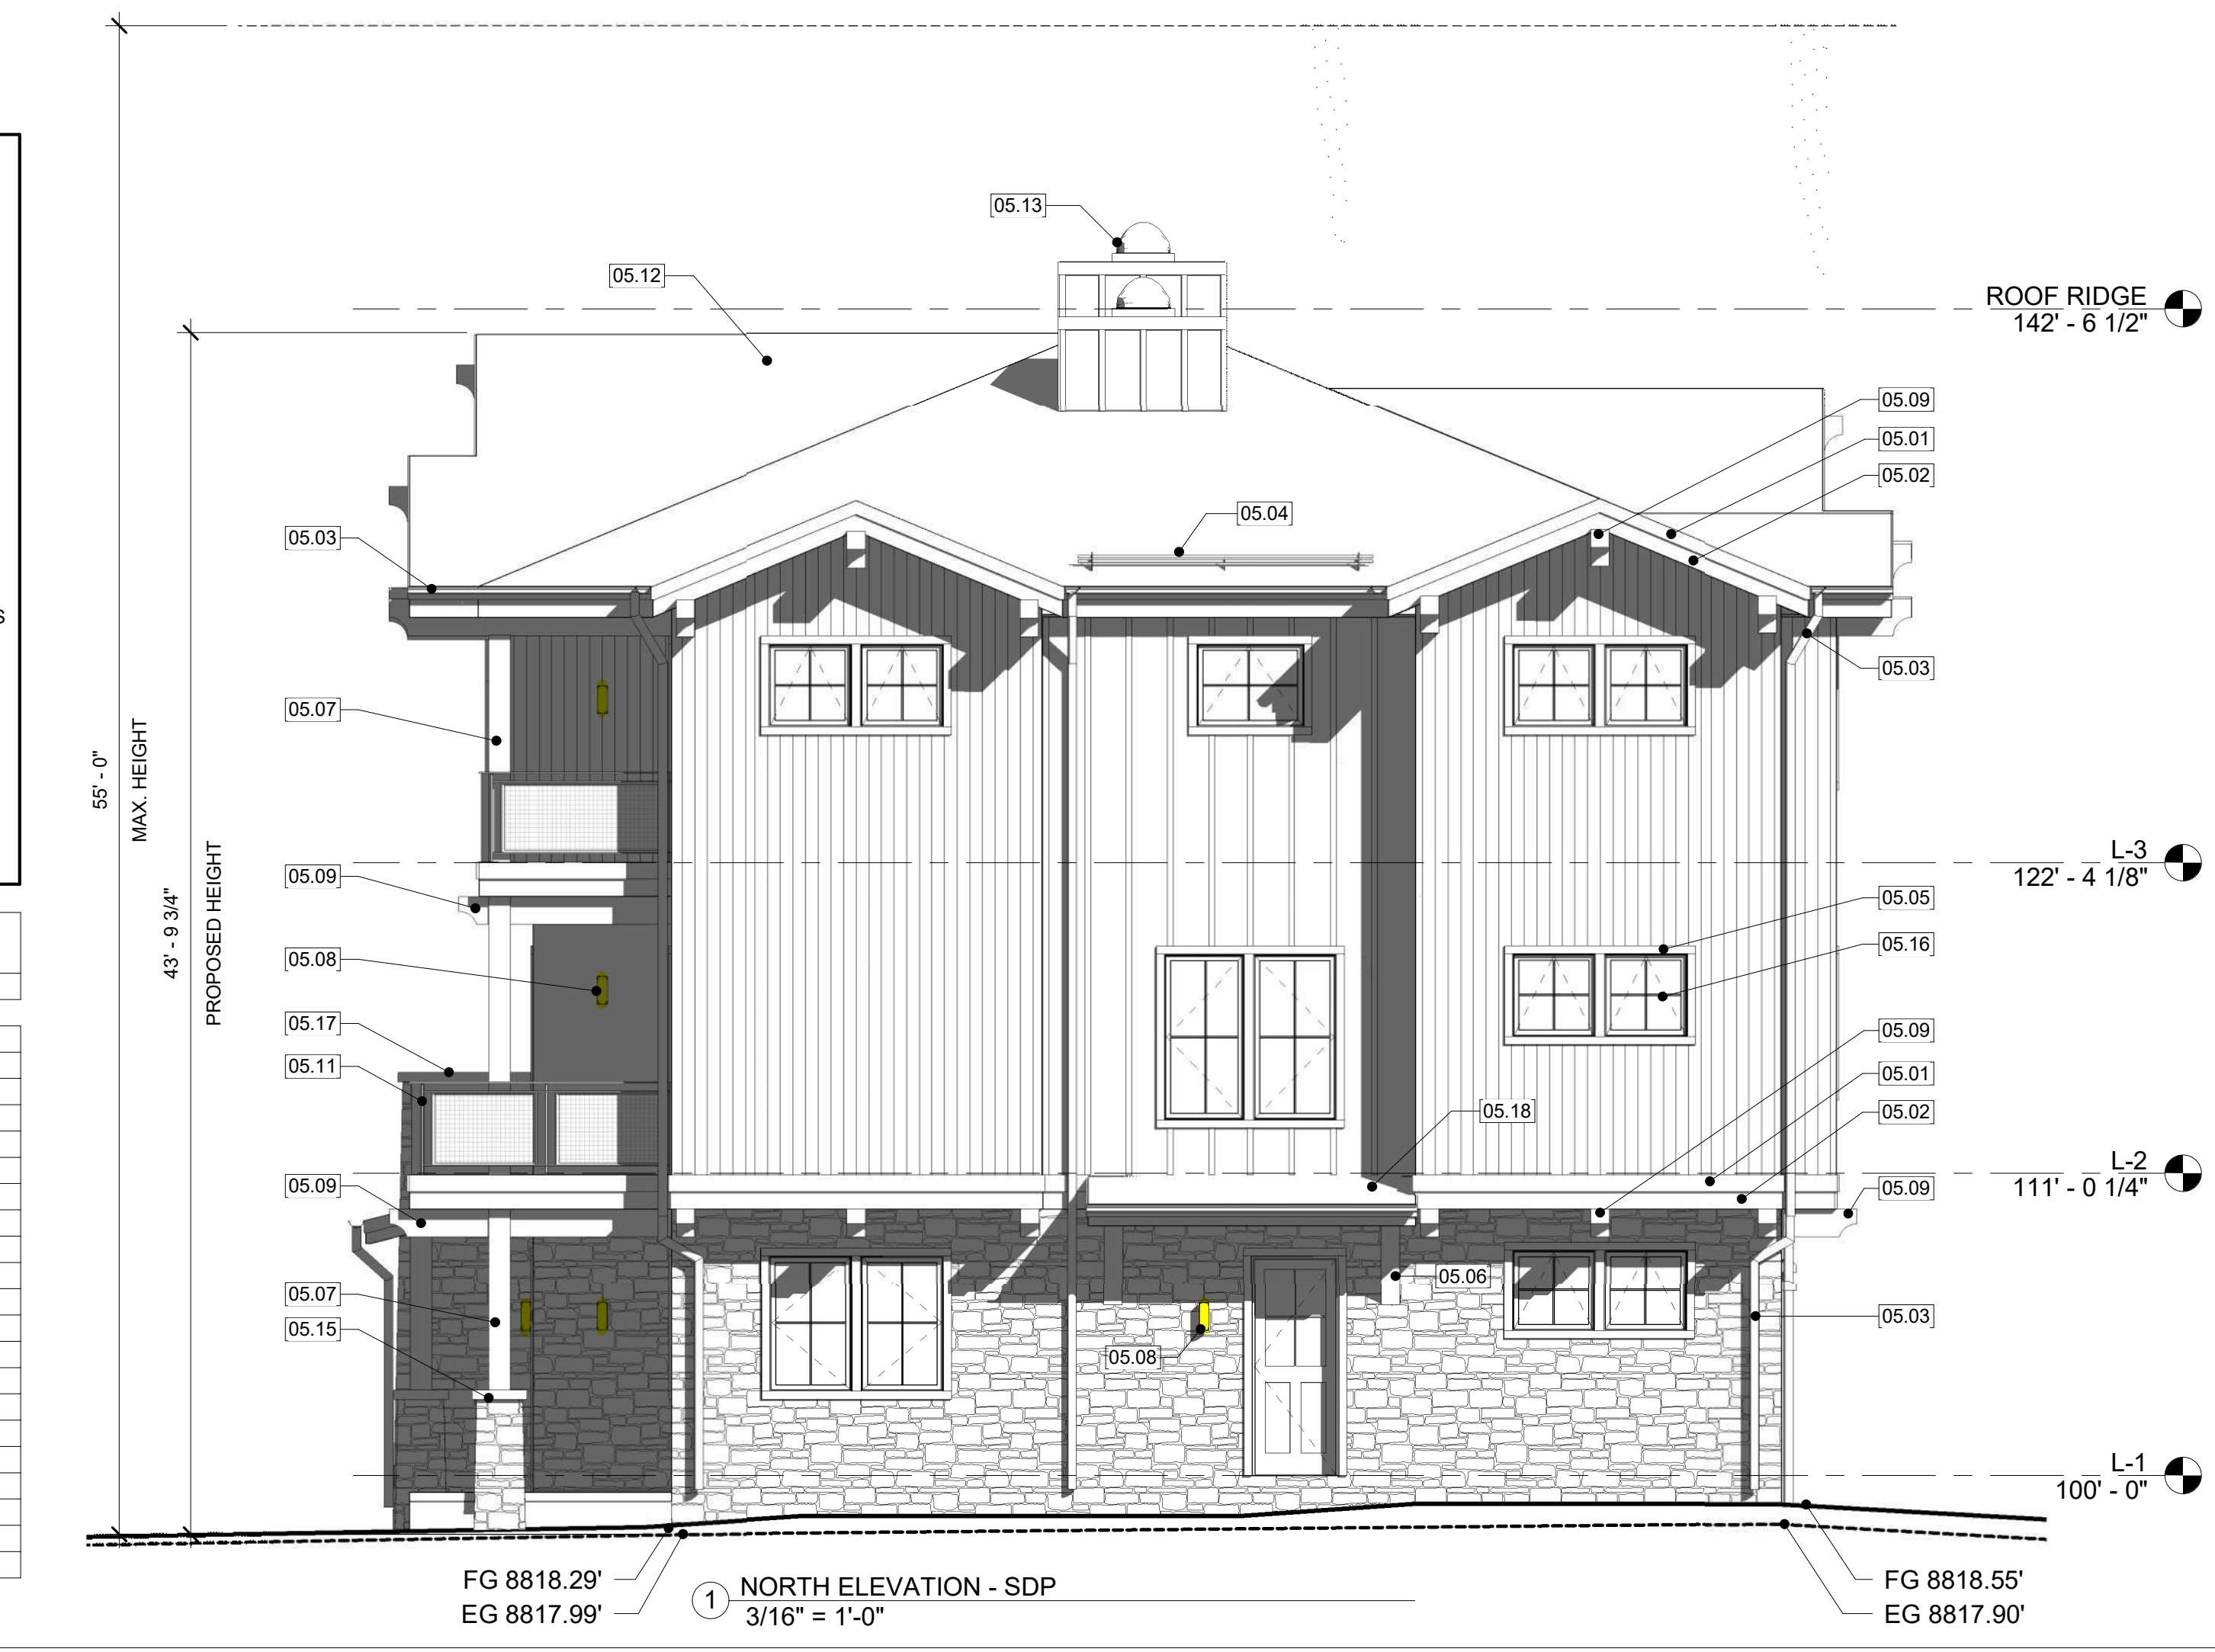 05.13
05.12
ROOF RIDGE
142' - 6 1/2"
05.09
05.01
05.02
05.04
05.03
S
05.03
05.07
55' - 0"
MAX. HEIGHT
43' - 9 3/4"
PROPOSED HEIGHT
L-3
122' - 4 1/8"
05.09
05.05
05.16
05.08
05.17
05.11
05.09
05.01
05.02
05.18
L-2
111' - 0 1/4"
05.09
05.09
05.06
05.07
05.15
05.03
05.08
L-1
100' - 0"
FG 8818.29'
EG 8817.99'
1
NORTH ELEVATION - SDP
3/16" = 1'-0"
FG 8818.55'
EG 8817.90'